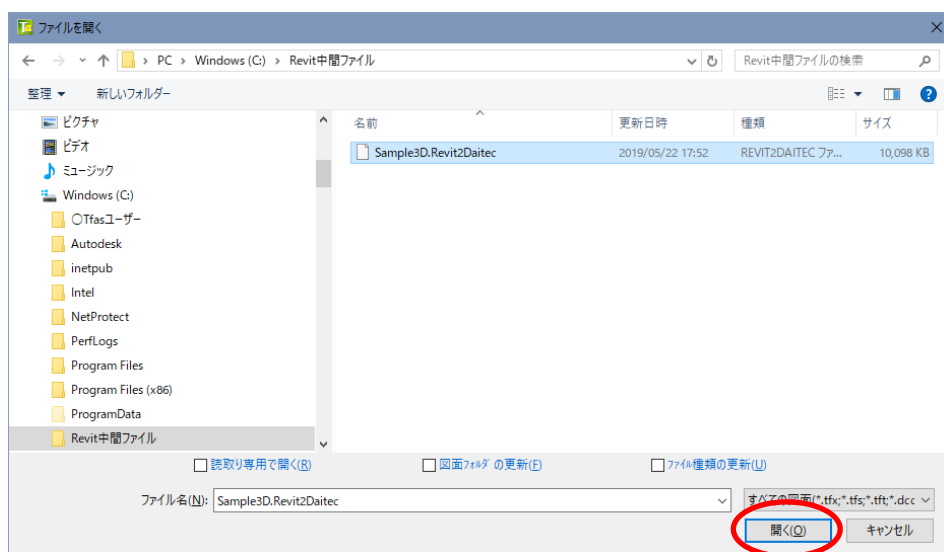 ファイルを開く
PC › Windows (C:) › Revit中間ファイル
Revit中間ファイルの検索
整理 新しいフォルダー
名前 更新日時 種類 サイズ
Sample3D.Revit2Daitec 2019/05/22 17:52 REVIT2DAITEC ファ... 10,098 KB
ピクチャ
ビデオ
ミュージック
Windows (C:)
〇Tfasユーザー
Autodesk
inetpub
Intel
NetProtect
PerfLogs
Program Files
Program Files (x86)
ProgramData
Revit中間ファイル
読取り専用で開く(R) 図面フォルダの更新(F) ファイル種類の更新(U)
ファイル名(N): Sample3D.Revit2Daitec すべての図面(*.tfx;*.tfs;*.tft;*.dcc
開く(O) キャンセル